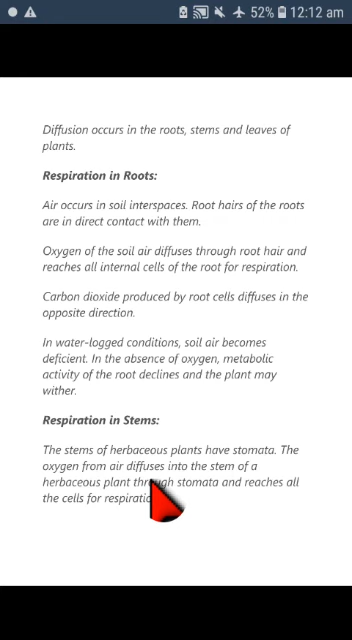 52% 12:12 am
Diffusion occurs in the roots, stems and leaves of
plants.
Respiration in Roots:
Air occurs in soil interspaces. Root hairs of the roots
are in direct contact with them.
Oxygen of the soil air diffuses through root hair and
reaches all internal cells of the root for respiration.
Carbon dioxide produced by root cells diffuses in the
opposite direction.
In water-logged conditions, soil air becomes
deficient. In the absence of oxygen, metabolic
activity of the root declines and the plant may
wither.
Respiration in Stems:
The stems of herbaceous plants have stomata. The
oxygen from air diffuses into the stem of a
herbaceous plant through stomata and reaches all
the cells for